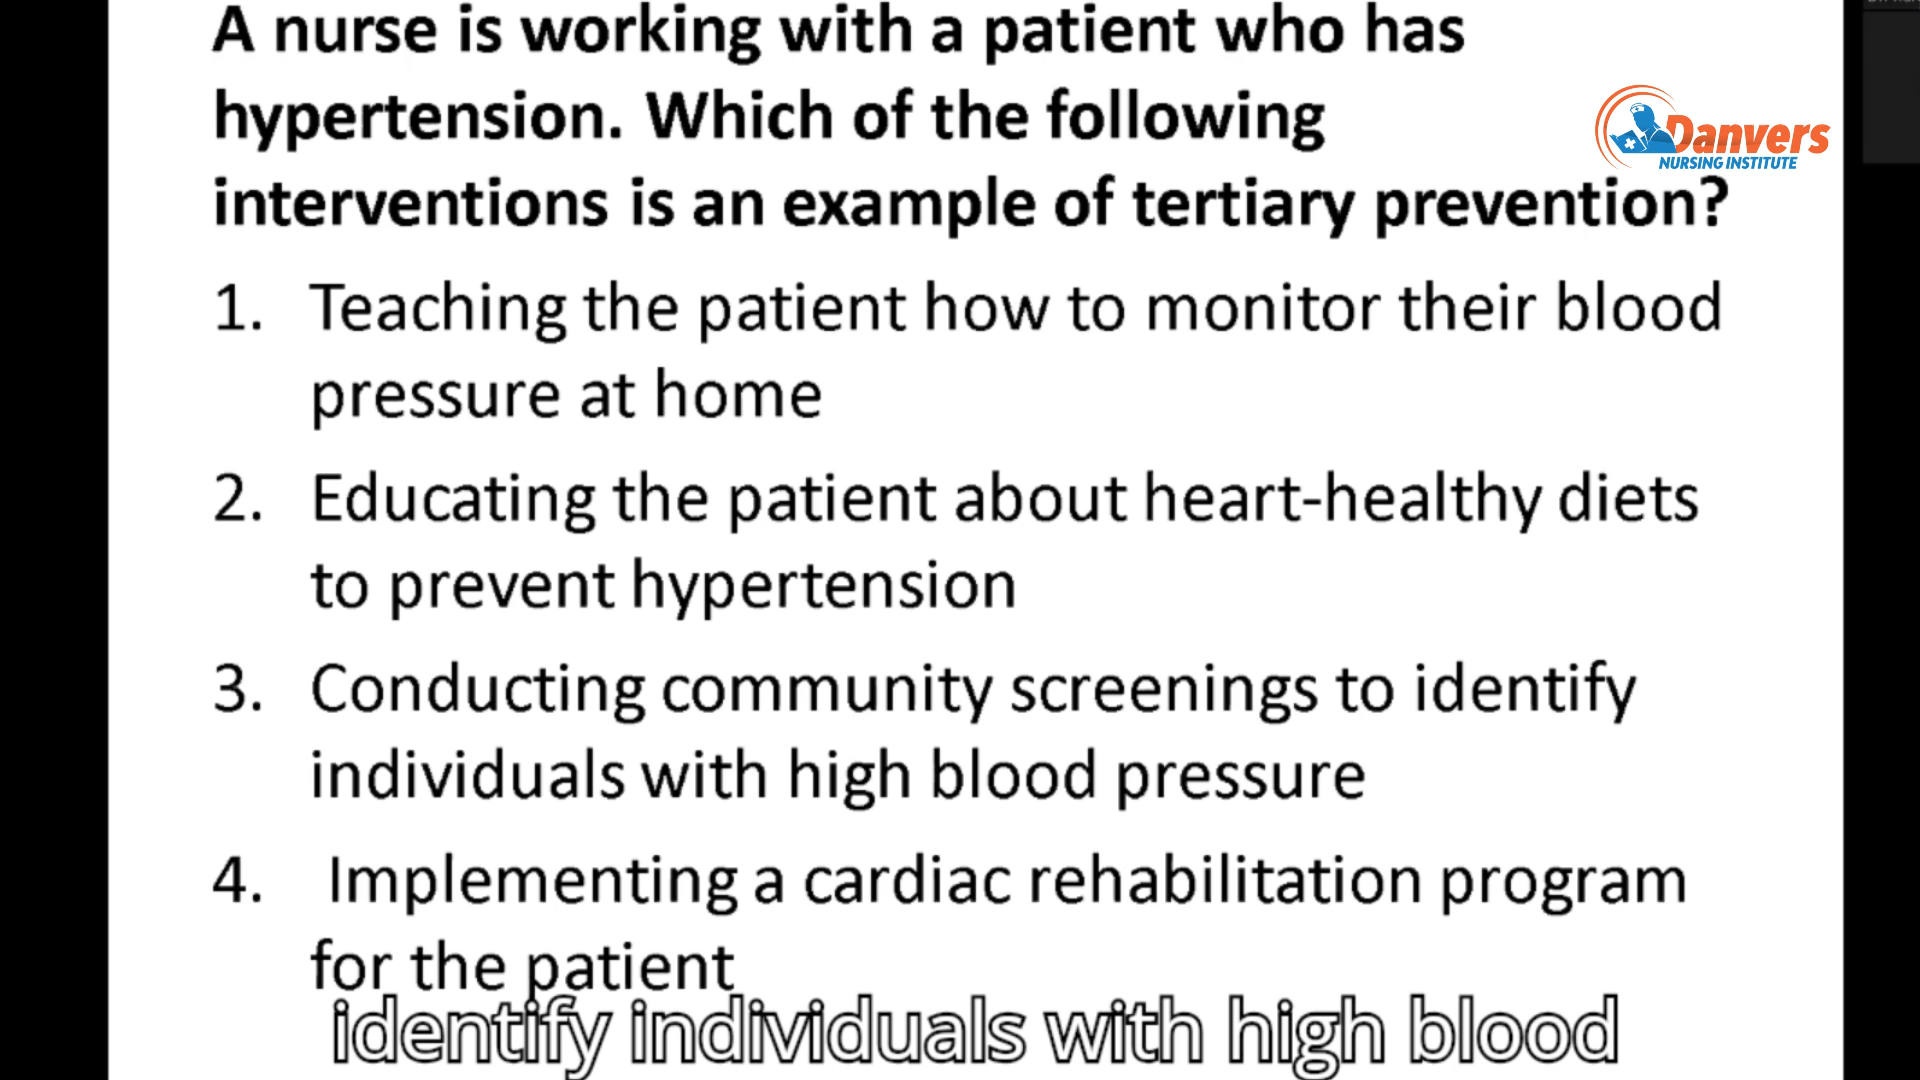 A nurse is working with a patient who has
hypertension. Which of the following
interventions is an example of tertiary prevention?
Danvers
NURSING INSTITUTE
1. Teaching the patient how to monitor their blood
pressure at home
2. Educating the patient about heart-healthy diets
to prevent hypertension
3. Conducting community screenings to identify
individuals with high blood pressure
4. Implementing a cardiac rehabilitation program
for the patient
identify individuals with high blood